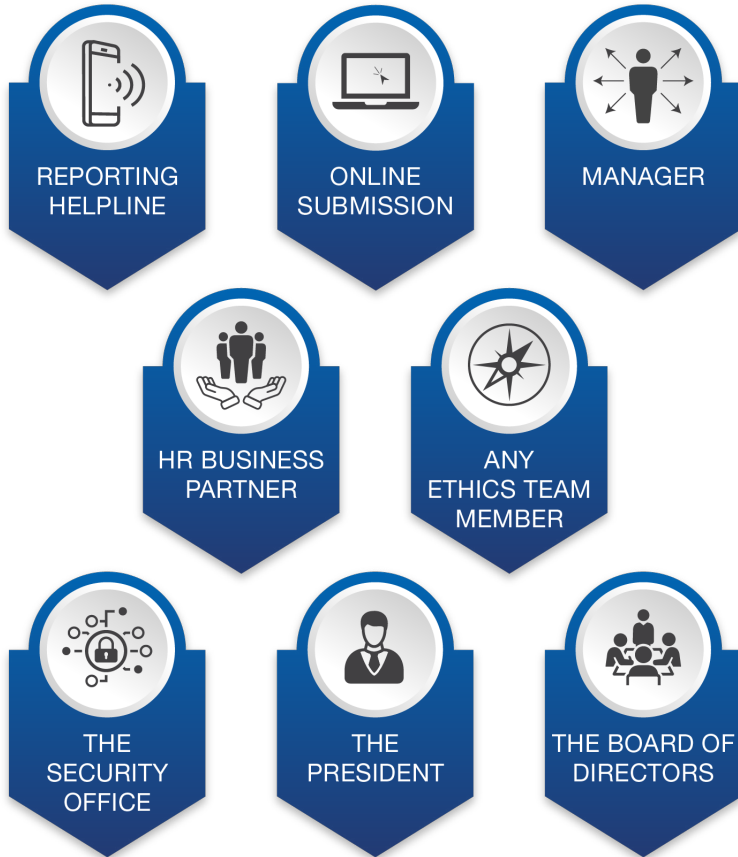 REPORTING
HELPLINE
ONLINE
SUBMISSION
MANAGER
HR BUSINESS
PARTNER
ANY
ETHICS TEAM
MEMBER
THE
SECURITY
OFFICE
THE
PRESIDENT
THE BOARD OF
DIRECTORS